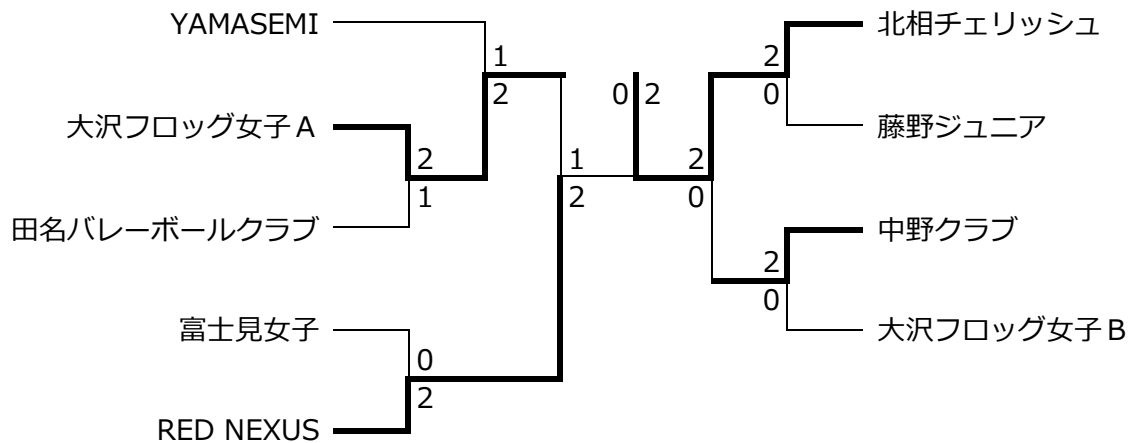 YAMASEMI
北相チェリッシュ
1
2
2
0
0 2
大沢フロッグ女子A
藤野ジュニア
2
1
1
2
2
0
田名バレーボールクラブ
中野クラブ
2
0
富士見女子
大沢フロッグ女子B
0
2
RED NEXUS